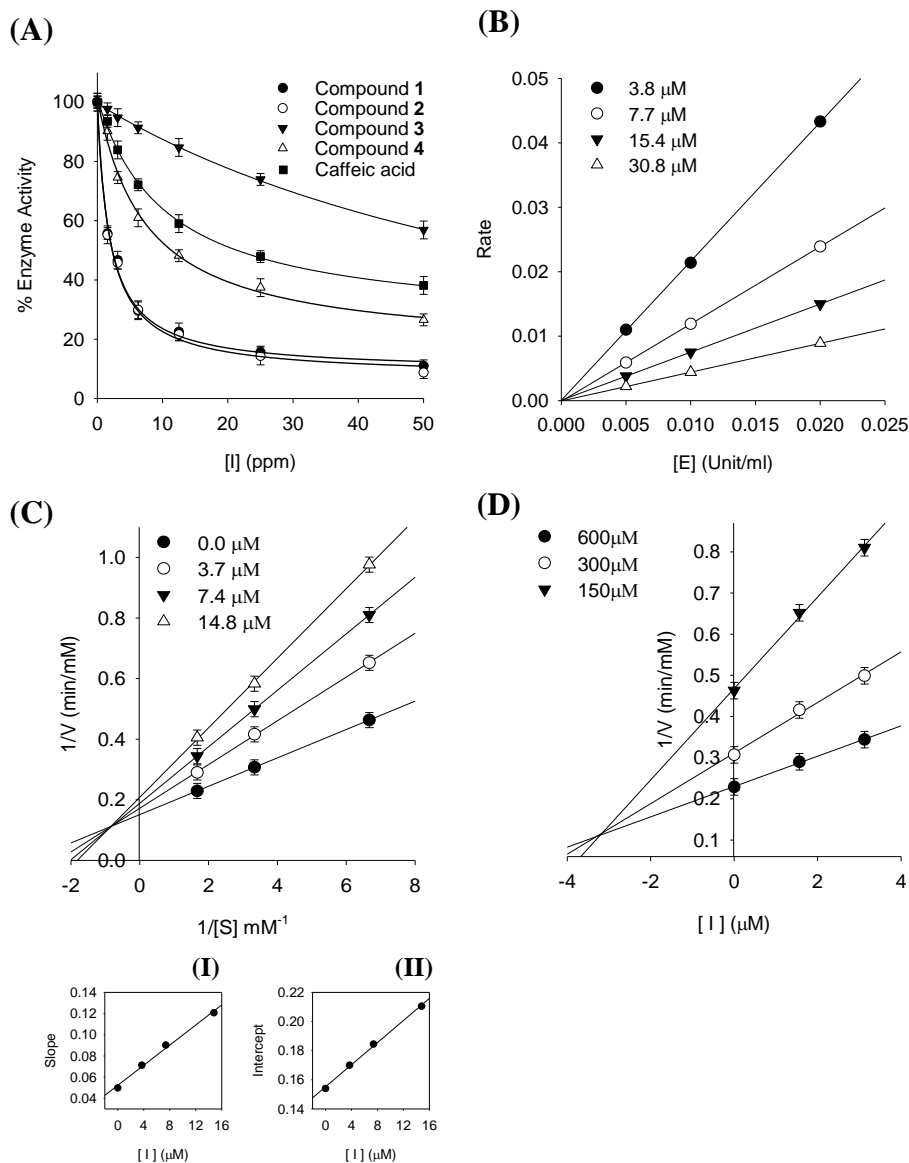 (A)
Compound 1
Compound 2
Compound 3
Compound 4
Caffeic acid
% Enzyme Activity
100
80
60
40
20
0
0 10 20 30 40 50
[I] (ppm)
(B)
3.8 μM
7.7 μM
15.4 μM
30.8 μM
Rate
0.05
0.04
0.03
0.02
0.01
0.00
0.000 0.005 0.010 0.015 0.020 0.025
[E] (Unit/ml)
(C)
0.0 μM
3.7 μM
7.4 μM
14.8 μM
1/V (min/mM)
1.0
0.8
0.6
0.4
0.2
0.0
-2 0 2 4 6 8
1/[S] mM-1
(D)
600μM
300μM
150μM
1/V (min/mM)
0.8
0.7
0.6
0.5
0.4
0.3
0.2
0.1
-4 -2 0 2 4
[ I ] (μM)
(I)
Slope
0.14
0.12
0.10
0.08
0.06
0.04
0 4 8 12 16
[ I ] (μM)
(II)
Intercept
0.22
0.20
0.18
0.16
0.14
0 4 8 12 16
[ I ] (μM)